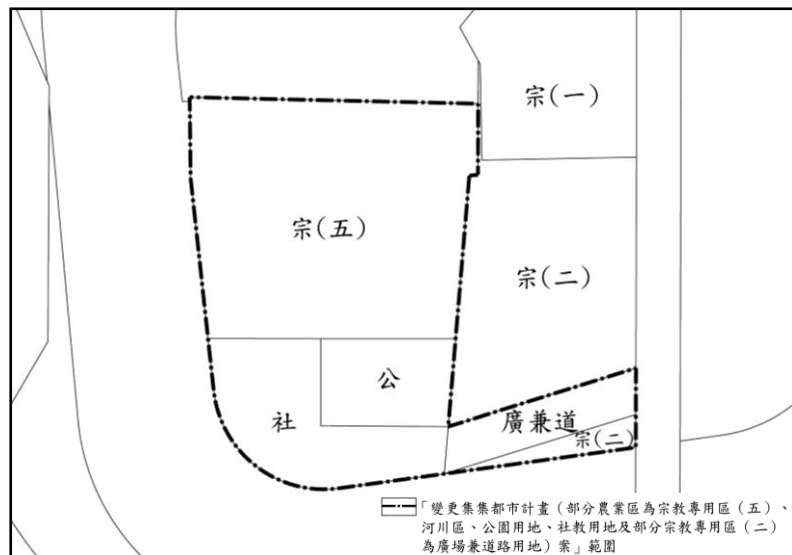 宗(一)
宗(五)
宗(二)
公
社
廣兼道
宗(二)
「變更集集都市計畫（部分農業區為宗教專用區（五）、
河川區、公園用地、社教用地及部分宗教專用區（二）
為廣場兼道路用地）案」範圍